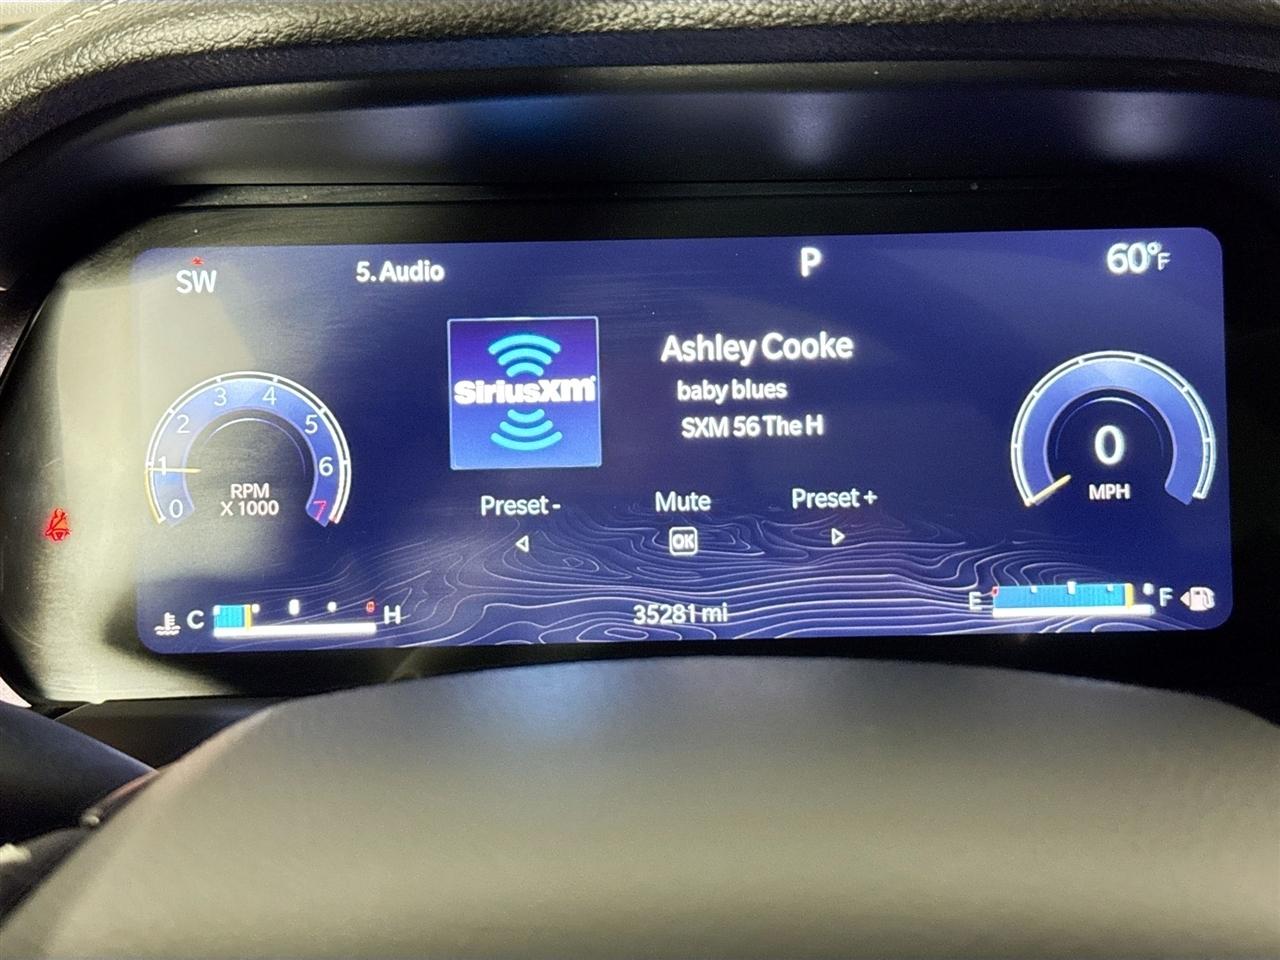 SW
5.Audio
P
60°F
SiriusXM
Ashley Cooke
baby blues
SXM 56 The H
0
1
2
3
4
5
6
7
RPM
X 1000
0
MPH
Preset -
Mute
Preset +
OK
C
H
35281 mi
E
F